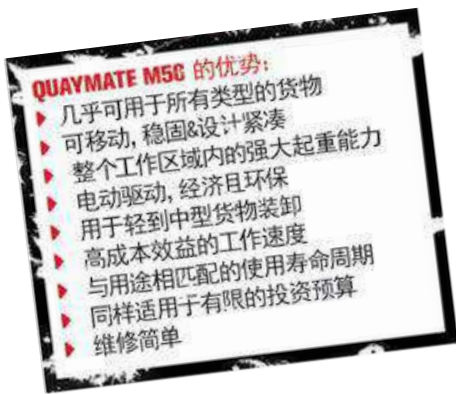 QUAYMATE M50 的优势:
几乎可用于所有类型的货物
可移动, 稳固&设计紧凑
整个工作区域内的强大起重能力
电动驱动, 经济且环保
用于轻到中型货物装卸
高成本效益的工作速度
与用途相匹配的使用寿命周期
同样适用于有限的投资预算
维修简单